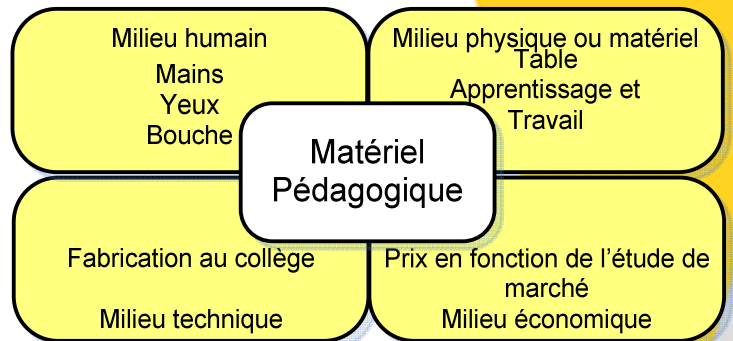 Milieu humain
Mains
Yeux
Bouche
Milieu physique ou matériel
Table
Apprentissage et
Travail
Matériel
Pédagogique
Fabrication au collège
Milieu technique
Prix en fonction de l’étude de
marché
Milieu économique